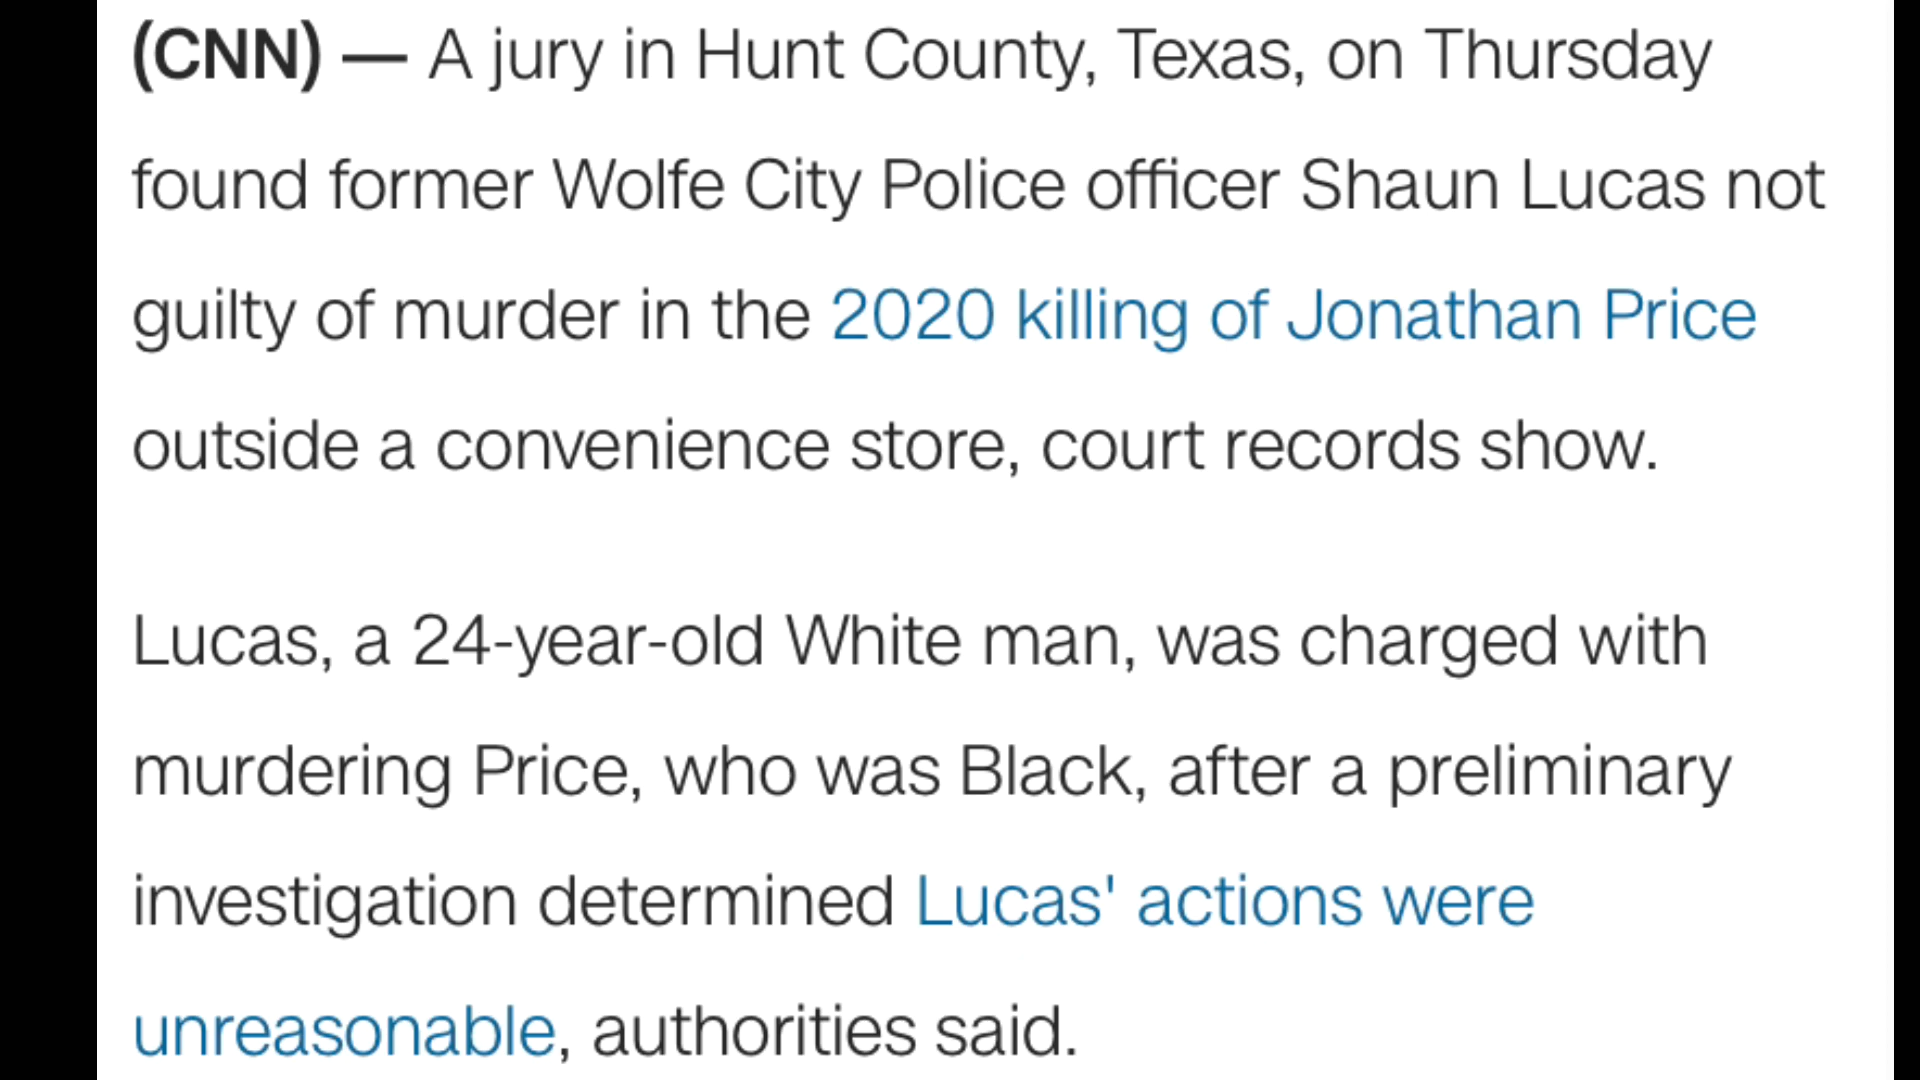 (CNN) — A jury in Hunt County, Texas, on Thursday
found former Wolfe City Police officer Shaun Lucas not
guilty of murder in the 2020 killing of Jonathan Price
outside a convenience store, court records show.
Lucas, a 24-year-old White man, was charged with
murdering Price, who was Black, after a preliminary
investigation determined Lucas' actions were
unreasonable, authorities said.